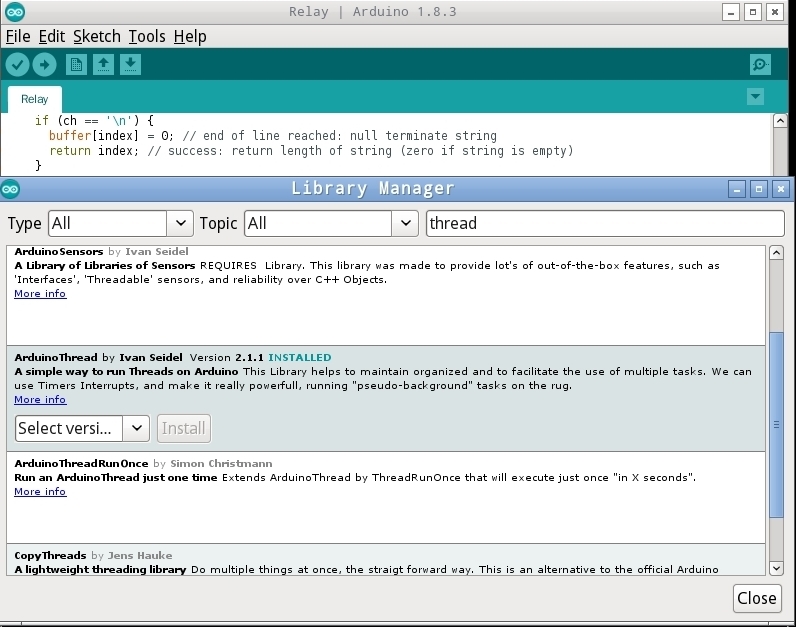 Relay | Arduino 1.8.3
File Edit Sketch Tools Help
Relay
if (ch == '\n') {
buffer[index] = 0; // end of line reached: null terminate string
return index; // success: return length of string (zero if string is empty)
}
Library Manager
Type All Topic All thread
ArduinoSensors by Ivan Seidel
A Library of Libraries of Sensors REQUIRES Library. This library was made to provide lot's of out-of-the-box features, such as
'Interfaces', 'Threadable' sensors, and reliability over C++ Objects.
More info
ArduinoThread by Ivan Seidel Version 2.1.1 INSTALLED
A simple way to run Threads on Arduino This Library helps to maintain organized and to facilitate the use of multiple tasks. We can
use Timers Interrupts, and make it really powerfull, running "pseudo-background" tasks on the rug.
More info
Select versi... Install
ArduinoThreadRunOnce by Simon Christmann
Run an ArduinoThread just one time Extends ArduinoThread by ThreadRunOnce that will execute just once "in X seconds".
More info
CopyThreads by Jens Hauke
A lightweight threading library Do multiple things at once, the straigt forward way. This is an alternative to the official Arduino
Close